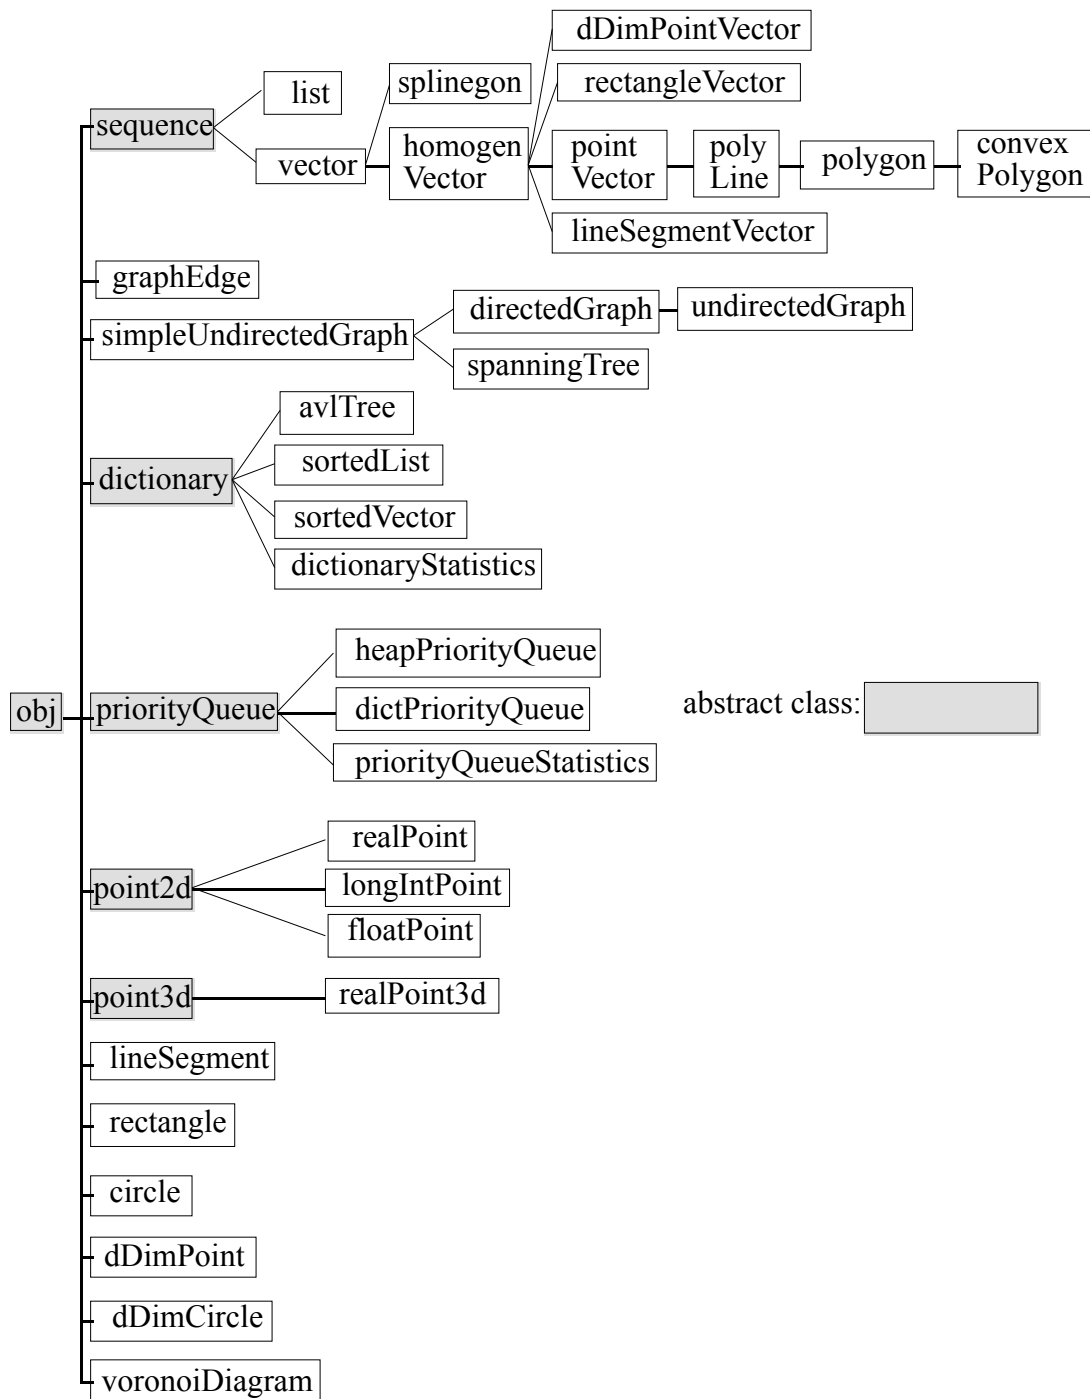 dDimPointVector
splinegon
rectangleVector
list
sequence
vector
homogen
Vector
point
Vector
poly
Line
polygon
convex
Polygon
lineSegmentVector
graphEdge
simpleUndirectedGraph
directedGraph
undirectedGraph
spanningTree
avlTree
sortedList
dictionary
sortedVector
dictionaryStatistics
heapPriorityQueue
obj
priorityQueue
dictPriorityQueue
abstract class:
priorityQueueStatistics
realPoint
point2d
longIntPoint
floatPoint
point3d
realPoint3d
lineSegment
rectangle
circle
dDimPoint
dDimCircle
voronoiDiagram